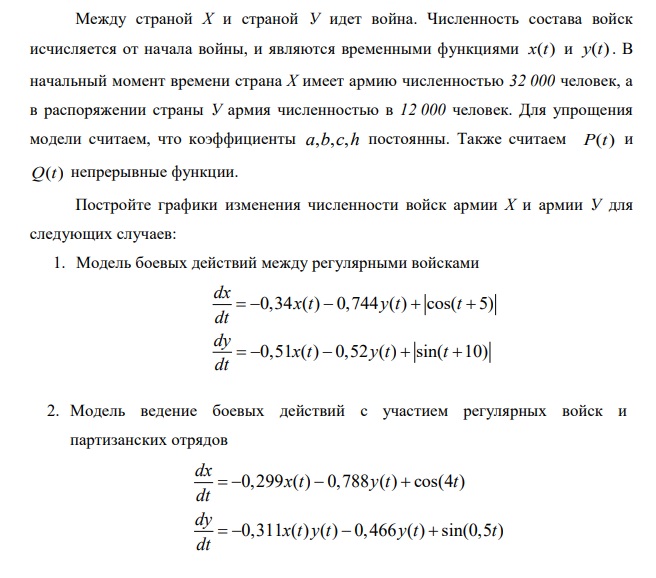 Между страной Х и страной У идет война. Численность состава войск
исчисляется от начала войны, и являются временными функциями x(t) и y(t). В
начальный момент времени страна Х имеет армию численностью 32 000 человек, а
в распоряжении страны У армия численностью в 12 000 человек. Для упрощения
модели считаем, что коэффициенты a,b,c,h постоянны. Также считаем P(t) и
Q(t) непрерывные функции.
Постройте графики изменения численности войск армии Х и армии У для
следующих случаев:
1. Модель боевых действий между регулярными войсками
dx/dt = −0,34x(t) − 0,744y(t) + |cos(t + 5)|
dy/dt = −0,51x(t) − 0,52y(t) + |sin(t + 10)|
2. Модель ведение боевых действий с участием регулярных войск и
партизанских отрядов
dx/dt = −0,299x(t) − 0,788y(t) + cos(4t)
dy/dt = −0,311x(t)y(t) − 0,466y(t) + sin(0,5t)